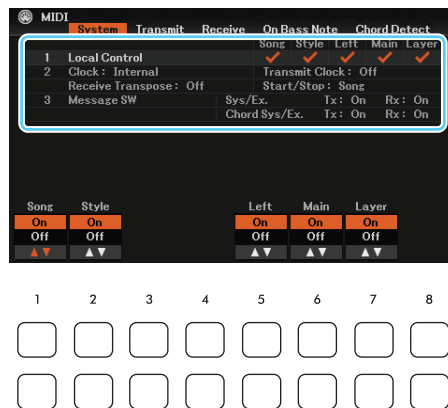 MIDI
System Transmit Receive On Bass Note Chord Detect
Song Style Left Main Layer
1 Local Control
2 Clock : Internal Transmit Clock : Off
Receive Transpose : Off Start/Stop : Song
3 Message SW Sys/Ex. Tx : On Rx : On
Chord Sys/Ex. Tx : On Rx : On
Song Style Left Main Layer
On On On On On
Off Off Off Off Off
1 2 3 4 5 6 7 8